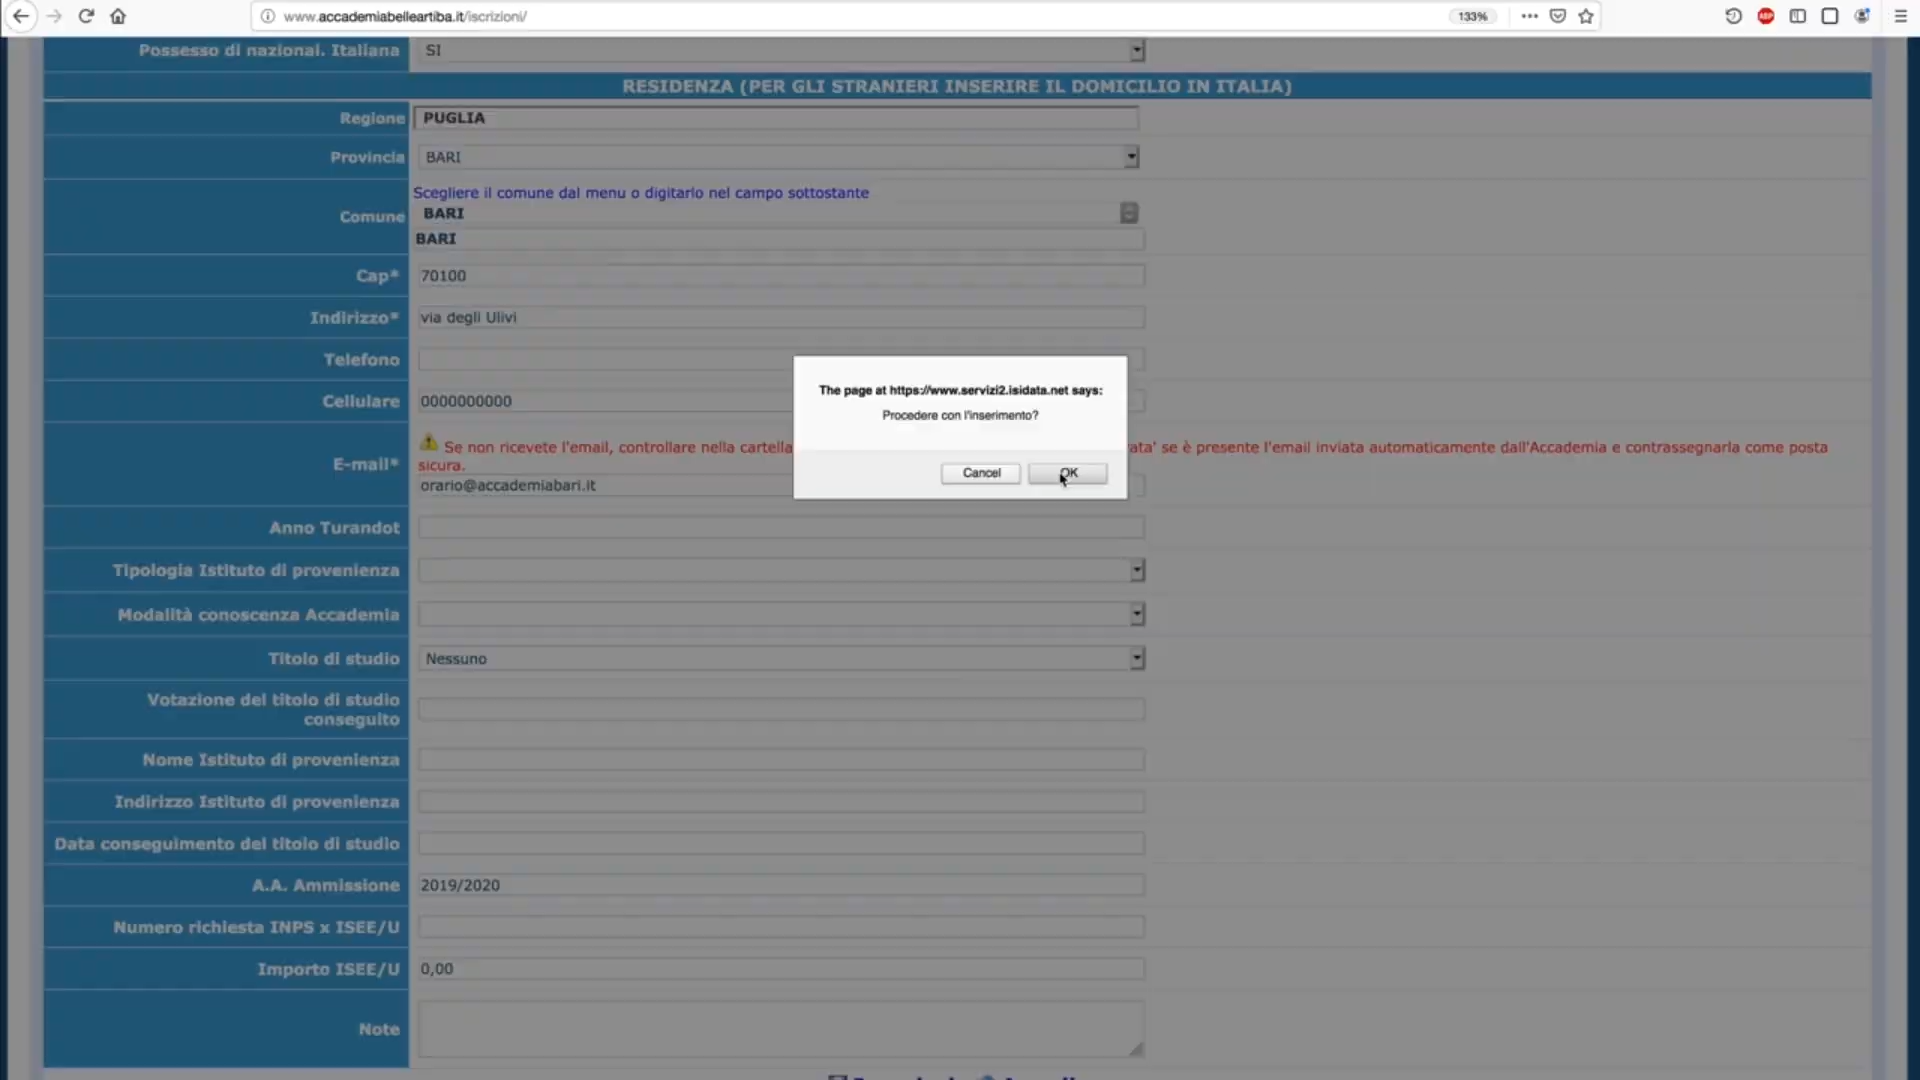 www.accademiabelleartiba.it/iscrizioni/
133%
ABP
Possesso di nazional. Italiana SI
RESIDENZA (PER GLI STRANIERI INSERIRE IL DOMICILIO IN ITALIA)
Regione PUGLIA
Provincia BARI
Scegliere il comune dal menu o digitarlo nel campo sottostante
Comune BARI
BARI
Cap* 70100
Indirizzo* via degli Ulivi
Telefono
The page at https://www.servizi2.isidata.net says:
Procedere con l'inserimento?
Cancel OK
Cellulare 0000000000
Se non ricevete l'email, controllare nella cartella
ata' se è presente l'email inviata automaticamente dall'Accademia e contrassegnarla come posta
sicura.
E-mail* orario@accademiabari.it
Anno Turandot
Tipologia Istituto di provenienza
Modalità conoscenza Accademia
Titolo di studio Nessuno
Votazione del titolo di studio
conseguito
Nome Istituto di provenienza
Indirizzo Istituto di provenienza
Data conseguimento del titolo di studio
A.A. Ammissione 2019/2020
Numero richiesta INPS x ISEE/U
Importo ISEE/U 0,00
Note